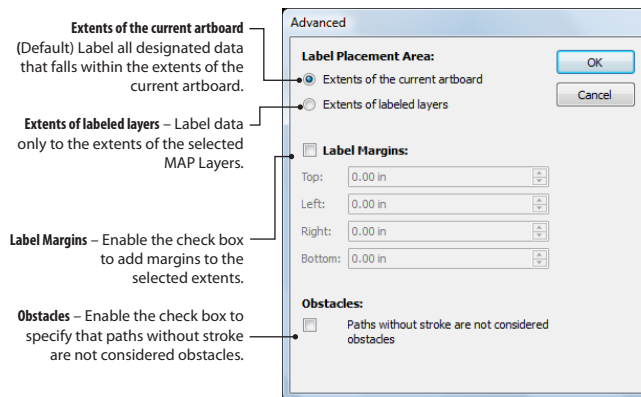 Extents of the current artboard
(Default) Label all designated data
that falls within the extents of the
current artboard.
Extents of labeled layers – Label data
only to the extents of the selected
MAP Layers.
Label Margins – Enable the check box
to add margins to the
selected extents.
Obstacles – Enable the check box to
specify that paths without stroke
are not considered obstacles.
Advanced
Label Placement Area:
Extents of the current artboard
Extents of labeled layers
OK
Cancel
Label Margins:
Top: 0.00 in
Left: 0.00 in
Right: 0.00 in
Bottom: 0.00 in
Obstacles:
Paths without stroke are not considered
obstacles